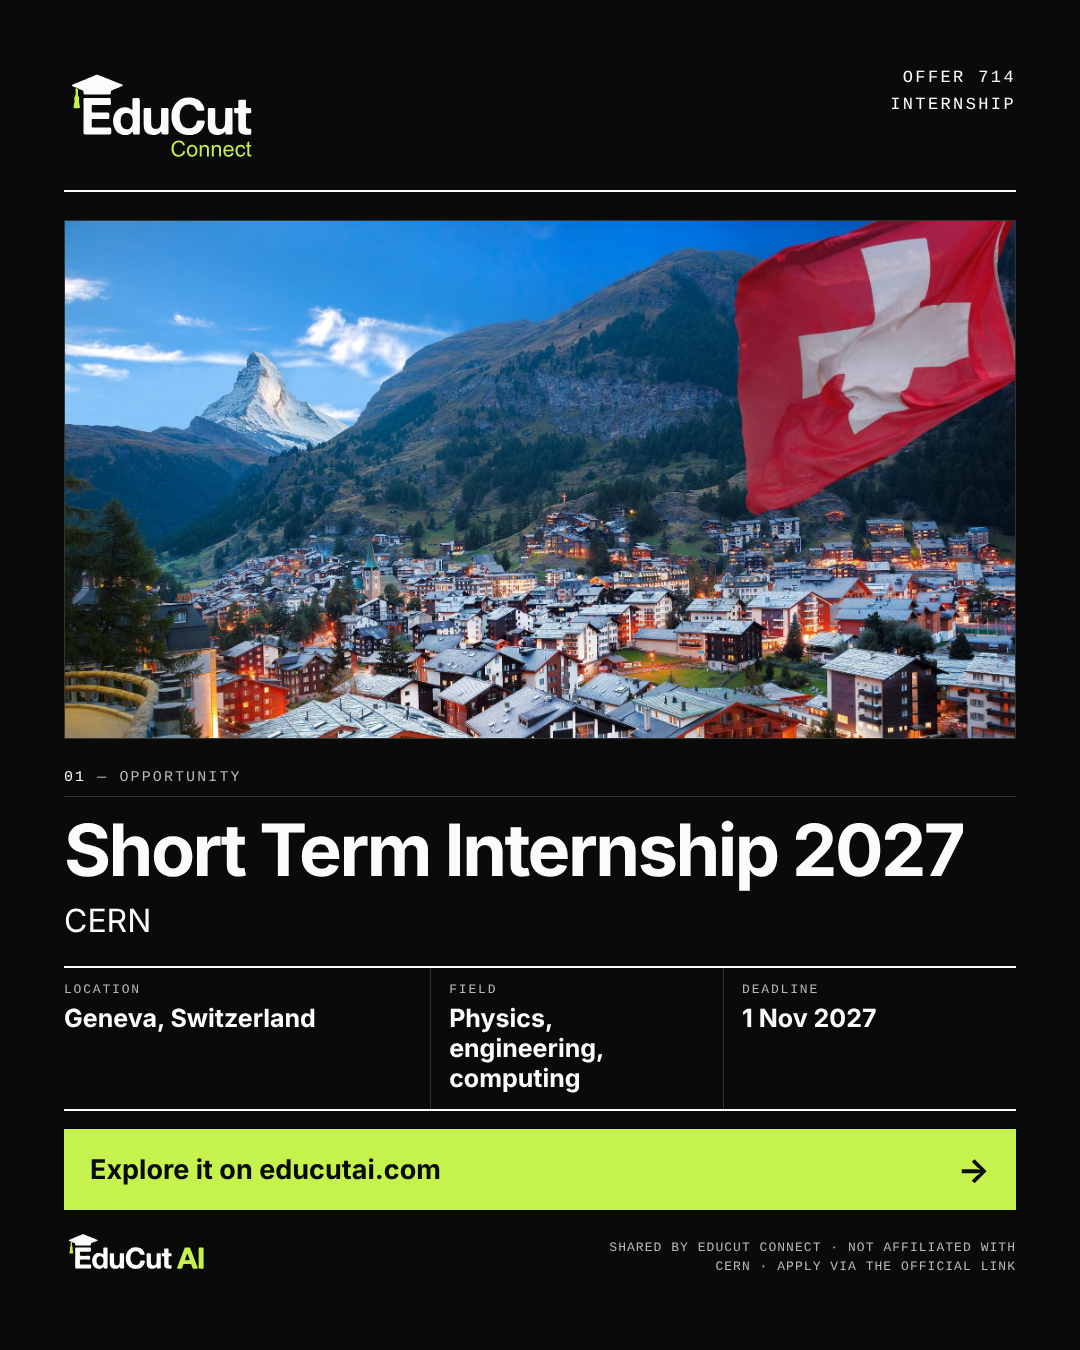 EduCut
Connect
OFFER 714
INTERNSHIP
01 — OPPORTUNITY
Short Term Internship 2027
CERN
LOCATION
Geneva, Switzerland
FIELD
Physics,
engineering,
computing
DEADLINE
1 Nov 2027
Explore it on educutai.com →
EduCut AI
SHARED BY EDUCUT CONNECT · NOT AFFILIATED WITH
CERN · APPLY VIA THE OFFICIAL LINK